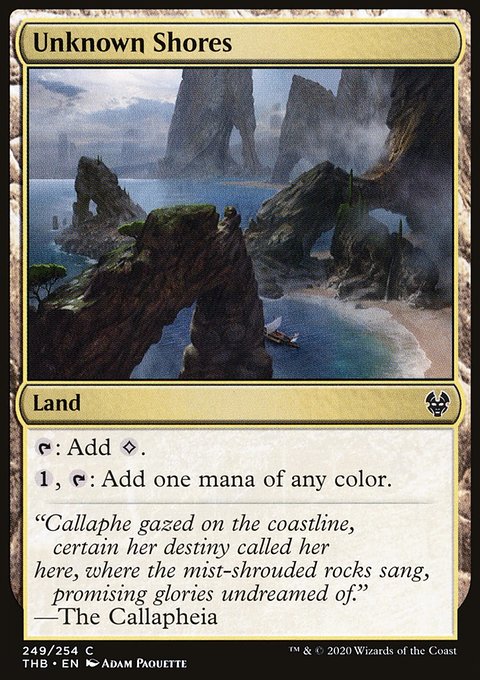 Unknown Shores
Land
: Add .
1, : Add one mana of any color.
“Callaphe gazed on the coastline,
certain her destiny called her
here, where the mist-shrouded rocks sang,
promising glories undreamed of.”
—The Callapheia
249/254 C
THB • EN Adam Paquette
™ & © 2020 Wizards of the Coast